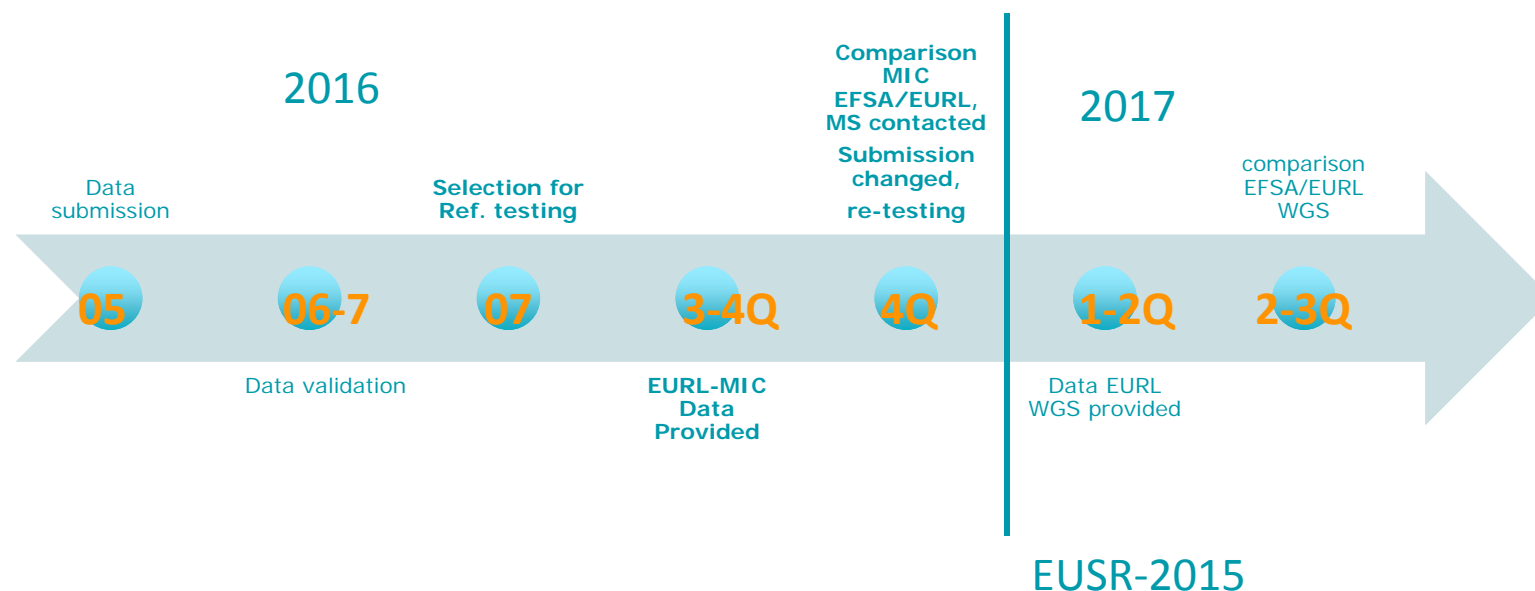 2016
2017
Comparison
MIC
EFSA/EURL,
MS contacted
Submission
changed,
re-testing
Data
submission
Selection for
Ref. testing
comparison
EFSA/EURL
WGS
05
06-7
07
3-4Q
4Q
1-2Q
2-3Q
Data validation
EURL-MIC
Data
Provided
Data EURL
WGS provided
EUSR-2015